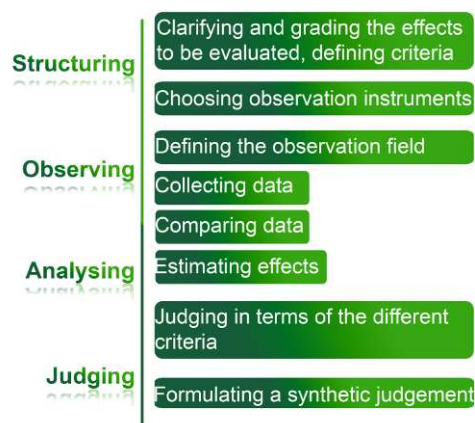 Structuring
Clarifying and grading the effects
to be evaluated, defining criteria
Choosing observation instruments
Observing
Defining the observation field
Collecting data
Analysing
Comparing data
Estimating effects
Judging
Judging in terms of the different
criteria
Formulating a synthetic judgement